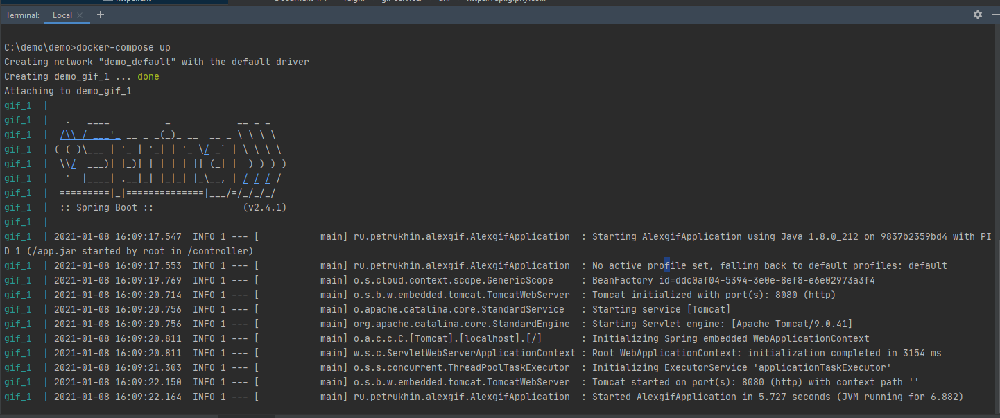 Terminal: Local × +
C:\demo\demo>docker-compose up
Creating network "demo_default" with the default driver
Creating demo_gif_1 ... done
Attaching to demo_gif_1
gif_1  |
gif_1  |   .   ____          _            __ _ _
gif_1  |  /\\ / ___'_ __ _ _(_)_ __  __ _ \ \ \ \
gif_1  | ( ( )\___ | '_ | '_| | '_ \/ _` | \ \ \ \
gif_1  |  \\/  ___)| |_)| | | | | || (_| |  ) ) ) )
gif_1  |   '  |____| .__|_| |_|_| |_\__, | / / / /
gif_1  |  =========|_|==============|___/=/_/_/_/
gif_1  |  :: Spring Boot ::                (v2.4.1)
gif_1  |
gif_1  | 2021-01-08 16:09:17.547  INFO 1 --- [           main] ru.petrukhin.alexgif.AlexgifApplication  : Starting AlexgifApplication using Java 1.8.0_212 on 9837b2359bd4 with PI
D 1 (/app.jar started by root in /controller)
gif_1  | 2021-01-08 16:09:17.553  INFO 1 --- [           main] ru.petrukhin.alexgif.AlexgifApplication  : No active profile set, falling back to default profiles: default
gif_1  | 2021-01-08 16:09:19.769  INFO 1 --- [           main] o.s.cloud.context.scope.GenericScope     : BeanFactory id=ddc0af04-5394-3e0e-8ef8-e6e02973a3f4
gif_1  | 2021-01-08 16:09:20.714  INFO 1 --- [           main] o.s.b.w.embedded.tomcat.TomcatWebServer  : Tomcat initialized with port(s): 8080 (http)
gif_1  | 2021-01-08 16:09:20.756  INFO 1 --- [           main] o.apache.catalina.core.StandardService   : Starting service [Tomcat]
gif_1  | 2021-01-08 16:09:20.756  INFO 1 --- [           main] org.apache.catalina.core.StandardEngine  : Starting Servlet engine: [Apache Tomcat/9.0.41]
gif_1  | 2021-01-08 16:09:20.811  INFO 1 --- [           main] o.a.c.c.C.[Tomcat].[localhost].[/]       : Initializing Spring embedded WebApplicationContext
gif_1  | 2021-01-08 16:09:20.811  INFO 1 --- [           main] w.s.c.ServletWebServerApplicationContext : Root WebApplicationContext: initialization completed in 3154 ms
gif_1  | 2021-01-08 16:09:21.303  INFO 1 --- [           main] o.s.s.concurrent.ThreadPoolTaskExecutor  : Initializing ExecutorService 'applicationTaskExecutor'
gif_1  | 2021-01-08 16:09:22.150  INFO 1 --- [           main] o.s.b.w.embedded.tomcat.TomcatWebServer  : Tomcat started on port(s): 8080 (http) with context path ''
gif_1  | 2021-01-08 16:09:22.164  INFO 1 --- [           main] ru.petrukhin.alexgif.AlexgifApplication  : Started AlexgifApplication in 5.727 seconds (JVM running for 6.882)